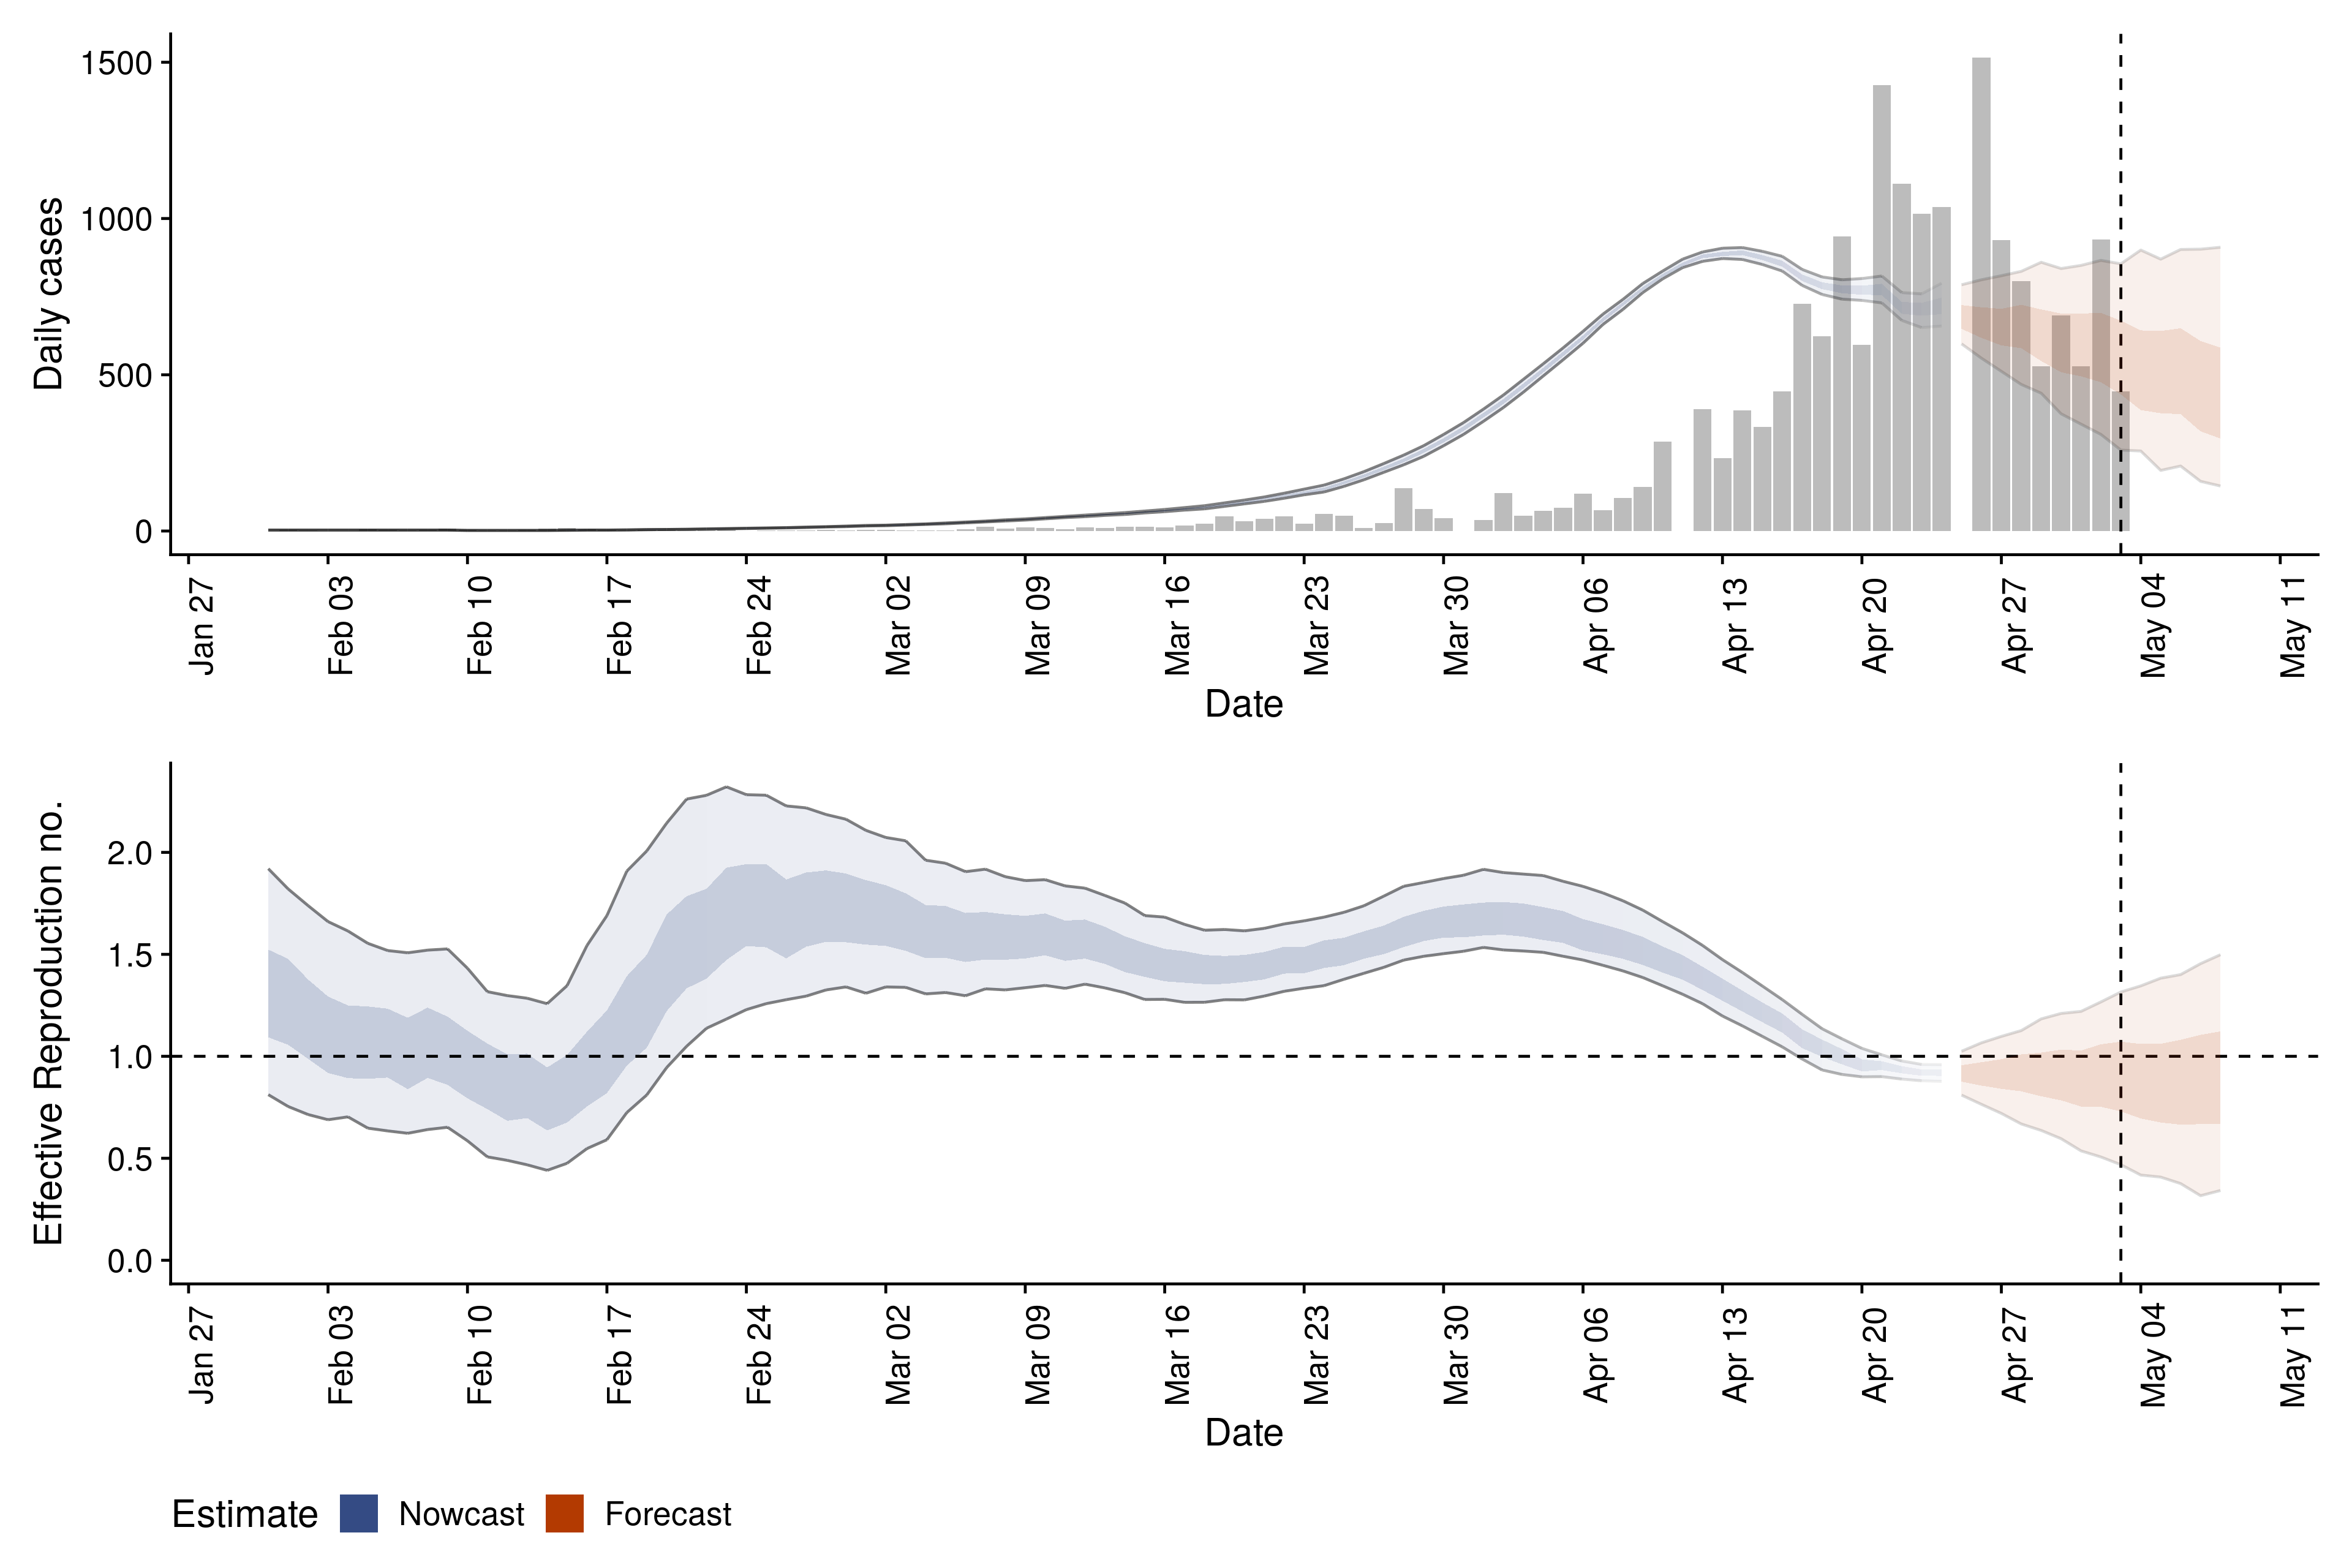 Daily cases
1500
1000
500
0
Jan 27
Feb 03
Feb 10
Feb 17
Feb 24
Mar 02
Mar 09
Mar 16
Mar 23
Mar 30
Apr 06
Apr 13
Apr 20
Apr 27
May 04
May 11
Date
Effective Reproduction no.
2.0
1.5
1.0
0.5
0.0
Jan 27
Feb 03
Feb 10
Feb 17
Feb 24
Mar 02
Mar 09
Mar 16
Mar 23
Mar 30
Apr 06
Apr 13
Apr 20
Apr 27
May 04
May 11
Date
Estimate Nowcast Forecast